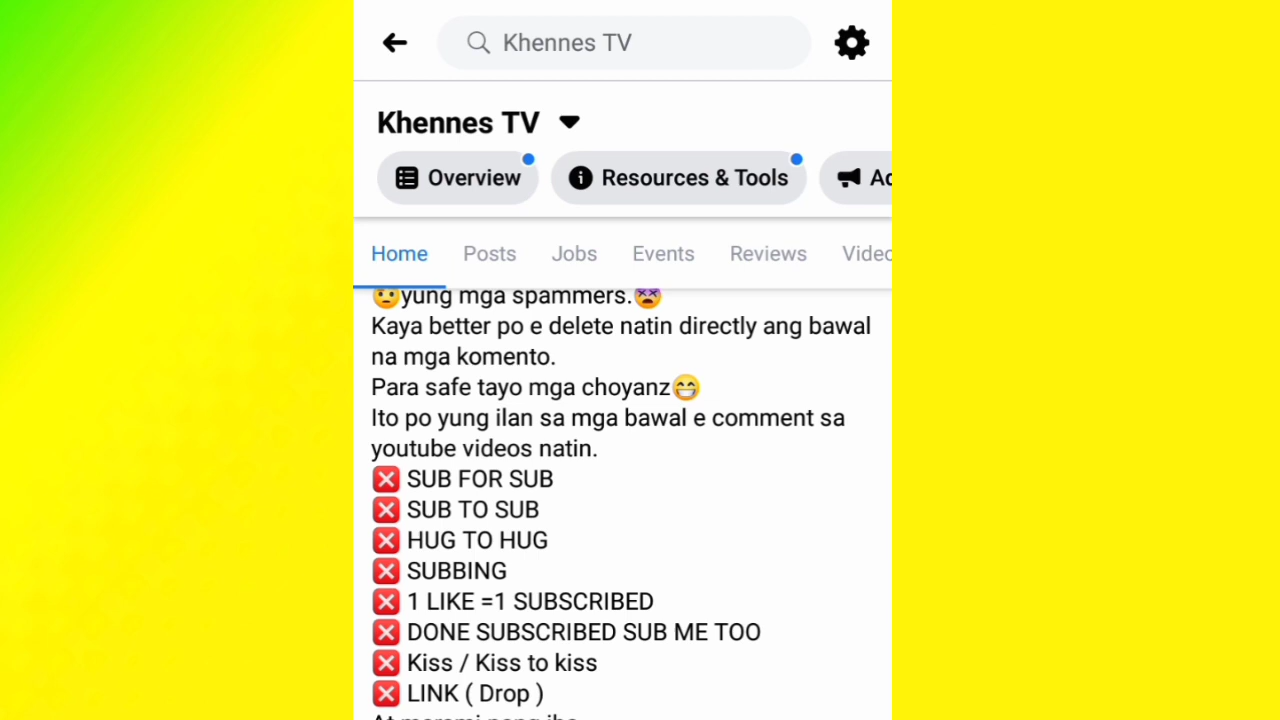 Khennes TV
Khennes TV
Overview
Resources & Tools
Home Posts Jobs Events Reviews
😳yung mga spammers.😵
Kaya better po e delete natin directly ang bawal
na mga komento.
Para safe tayo mga choyanz😁
Ito po yung ilan sa mga bawal e comment sa
youtube videos natin.
❎ SUB FOR SUB
❎ SUB TO SUB
❎ HUG TO HUG
❎ SUBBING
❎ 1 LIKE =1 SUBSCRIBED
❎ DONE SUBSCRIBED SUB ME TOO
❎ Kiss / Kiss to kiss
❎ LINK ( Drop )